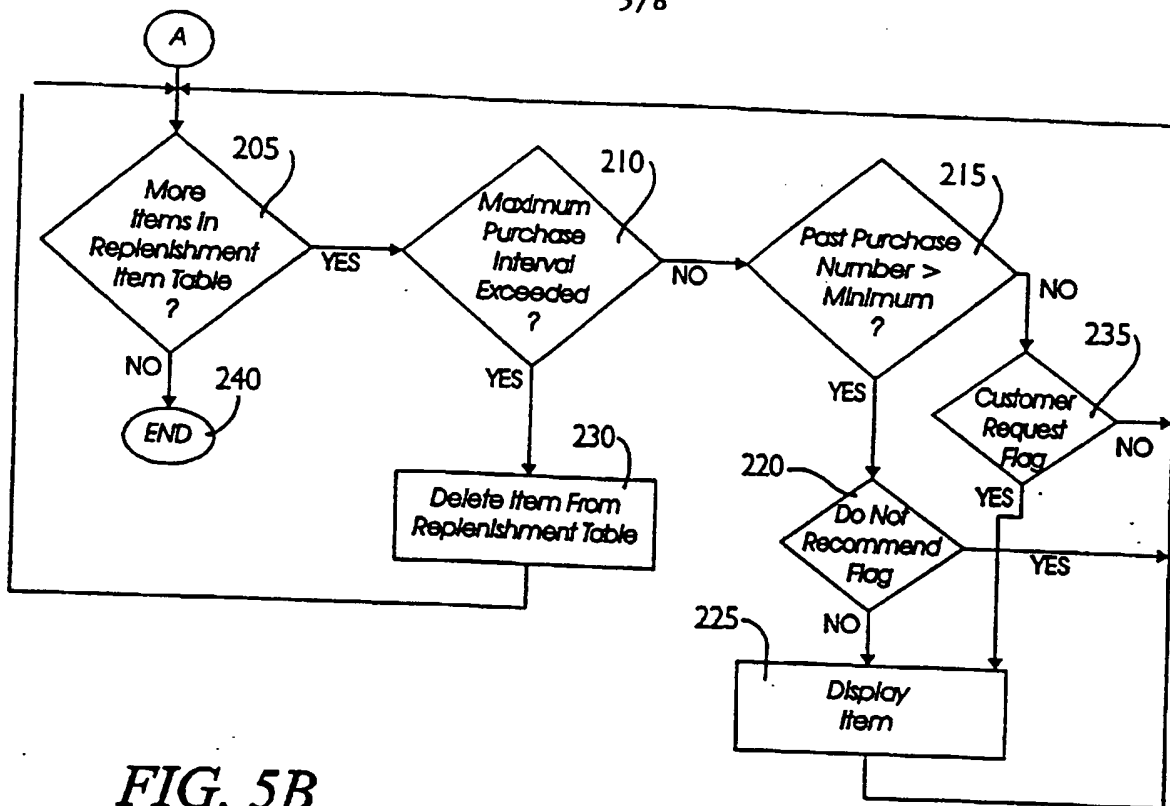 5/8
A
205
More
Items In
Replenishment
Item Table
?
YES
NO
240
END
210
Maximum
Purchase
Interval
Exceeded
?
NO
YES
230
Delete Item From
Replenishment Table
215
Past Purchase
Number >
Minimum
?
NO
YES
235
Customer
Request
Flag
NO
YES
220
Do Not
Recommend
Flag
YES
NO
225
Display
Item
FIG. 5B